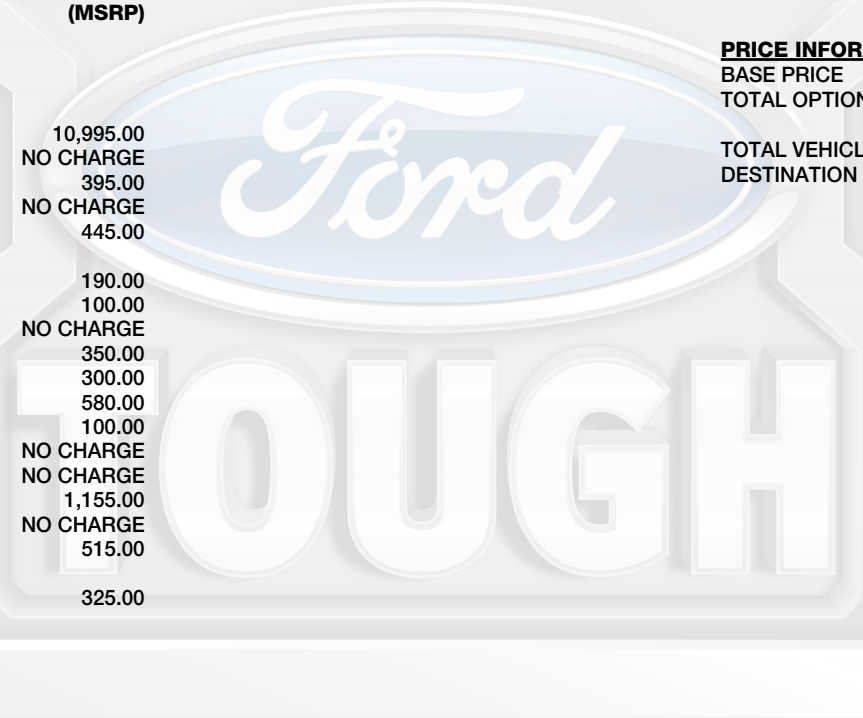 (MSRP)
10,995.00
NO CHARGE
395.00
NO CHARGE
445.00
190.00
100.00
NO CHARGE
350.00
300.00
580.00
100.00
NO CHARGE
NO CHARGE
1,155.00
NO CHARGE
515.00
325.00
PRICE INFOR
BASE PRICE
TOTAL OPTION
TOTAL VEHICL
DESTINATION
Ford
TOUGH